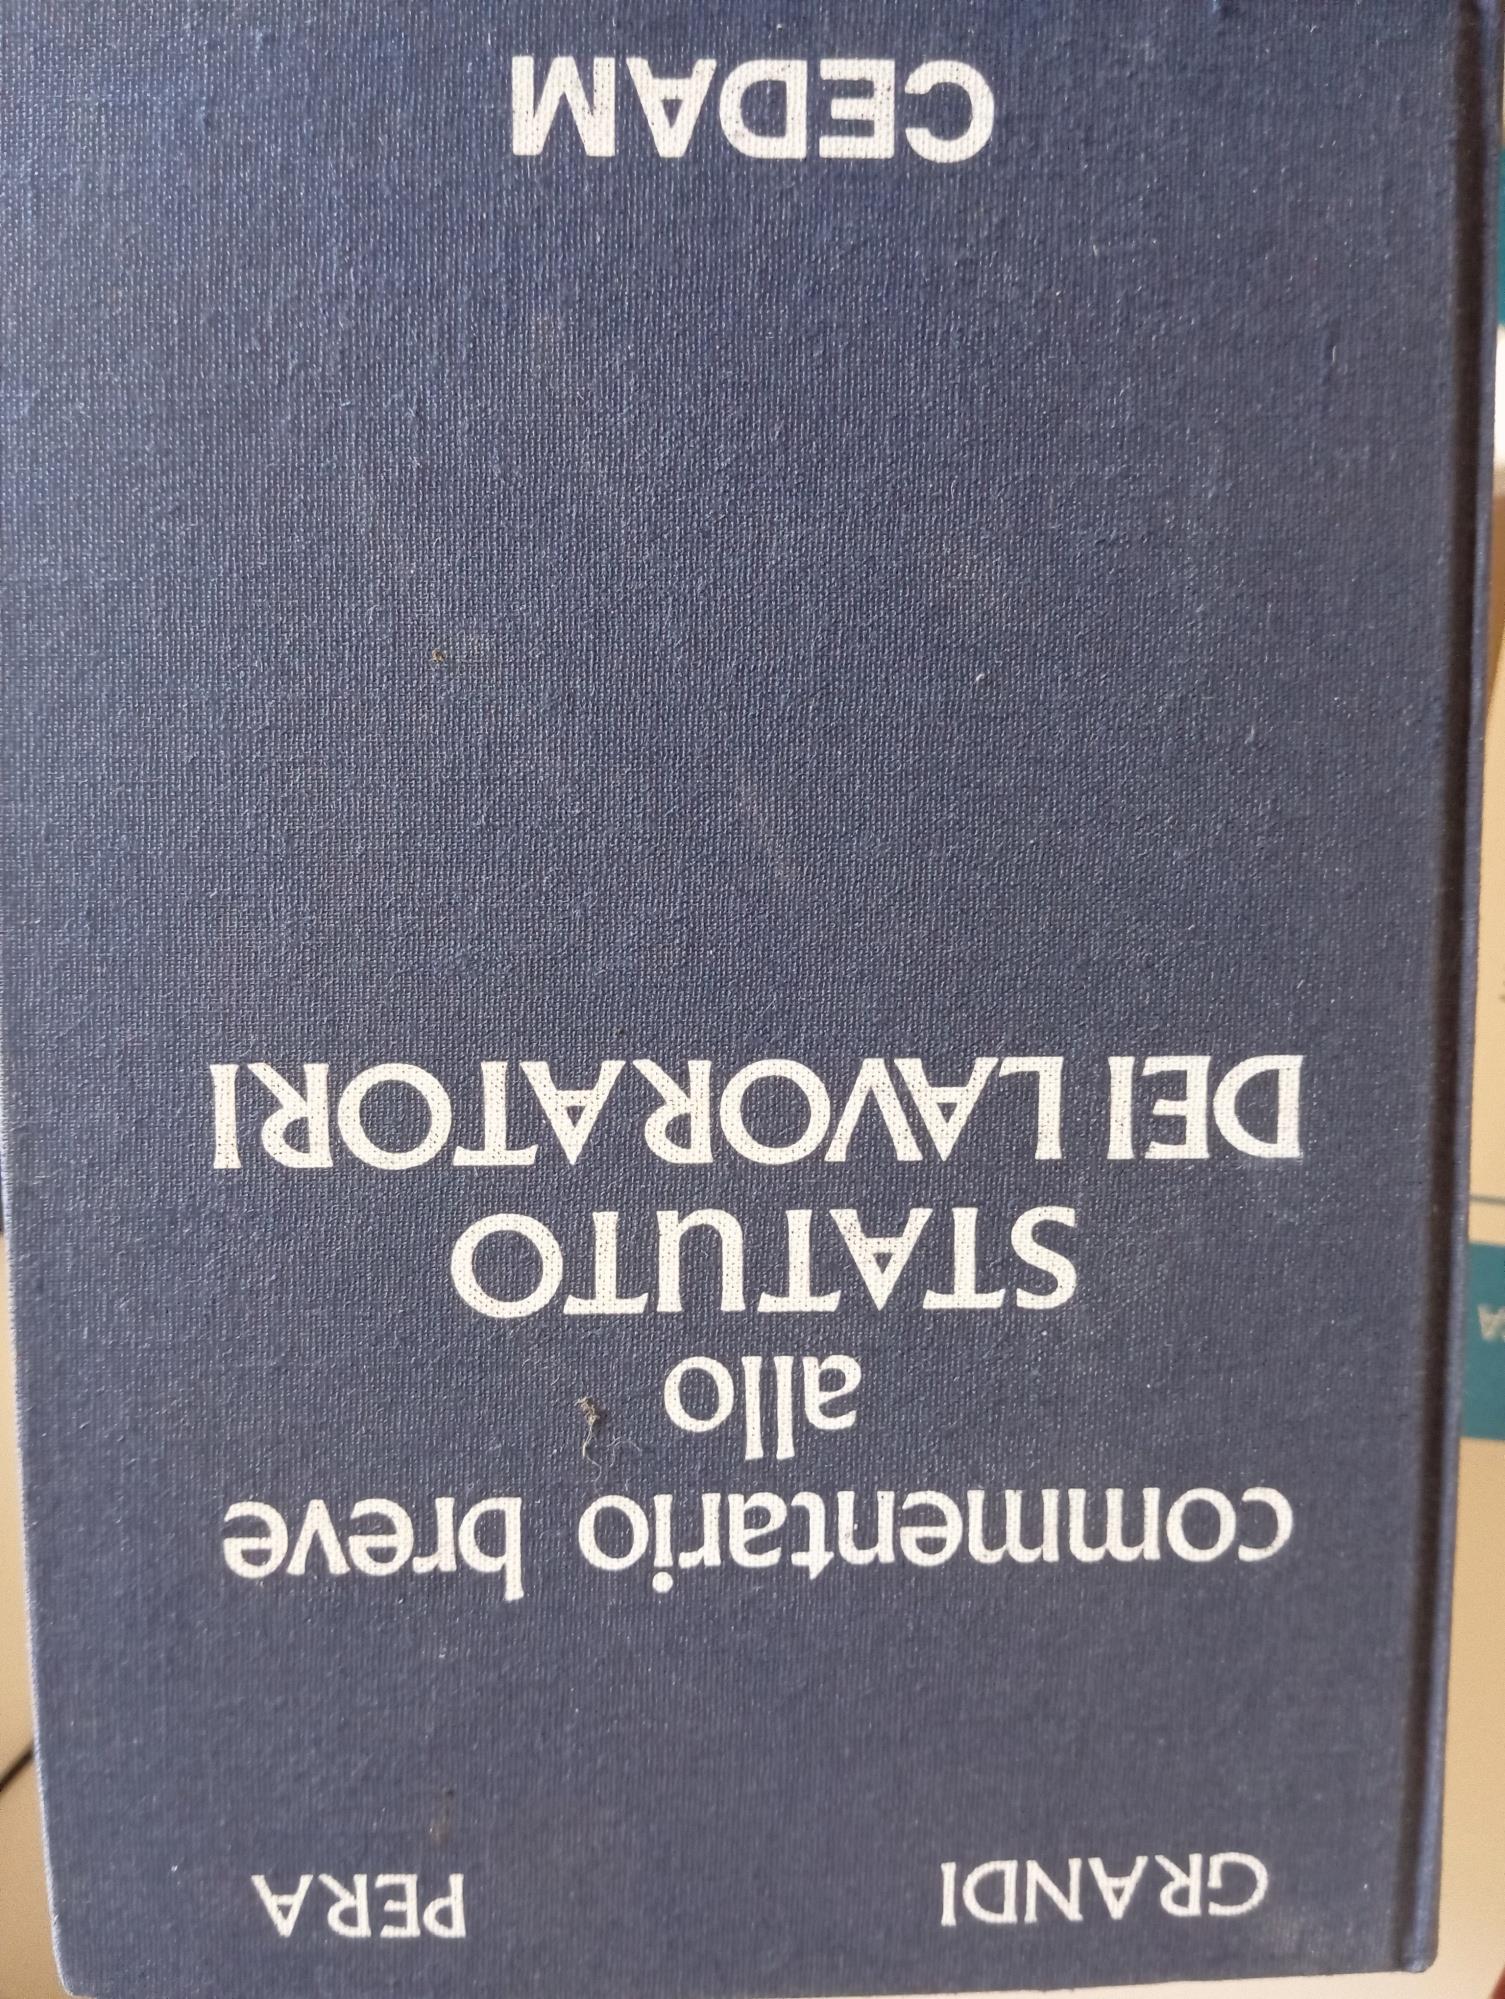 GRANDI PERA
commentario breve
allo
STATUTO
DEI LAVORATORI
CEDAM